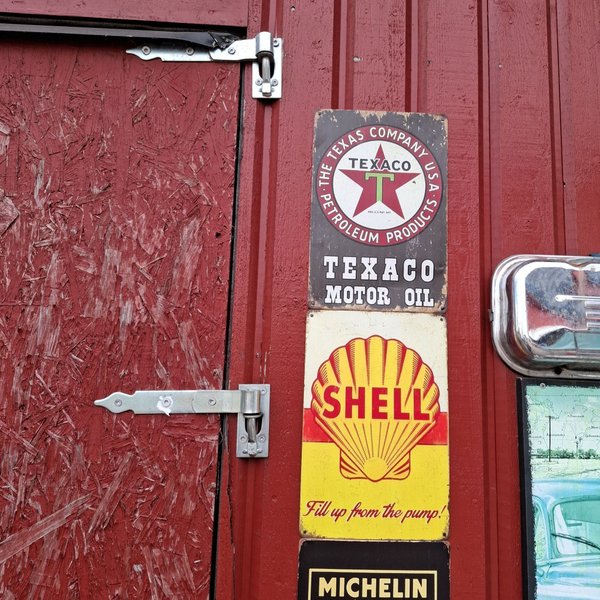 THE TEXAS COMPANY U.S.A.
TEXACO
T
PETROLEUM PRODUCTS
TEXACO
MOTOR OIL
SHELL
Fill up from the pump!
MICHELIN